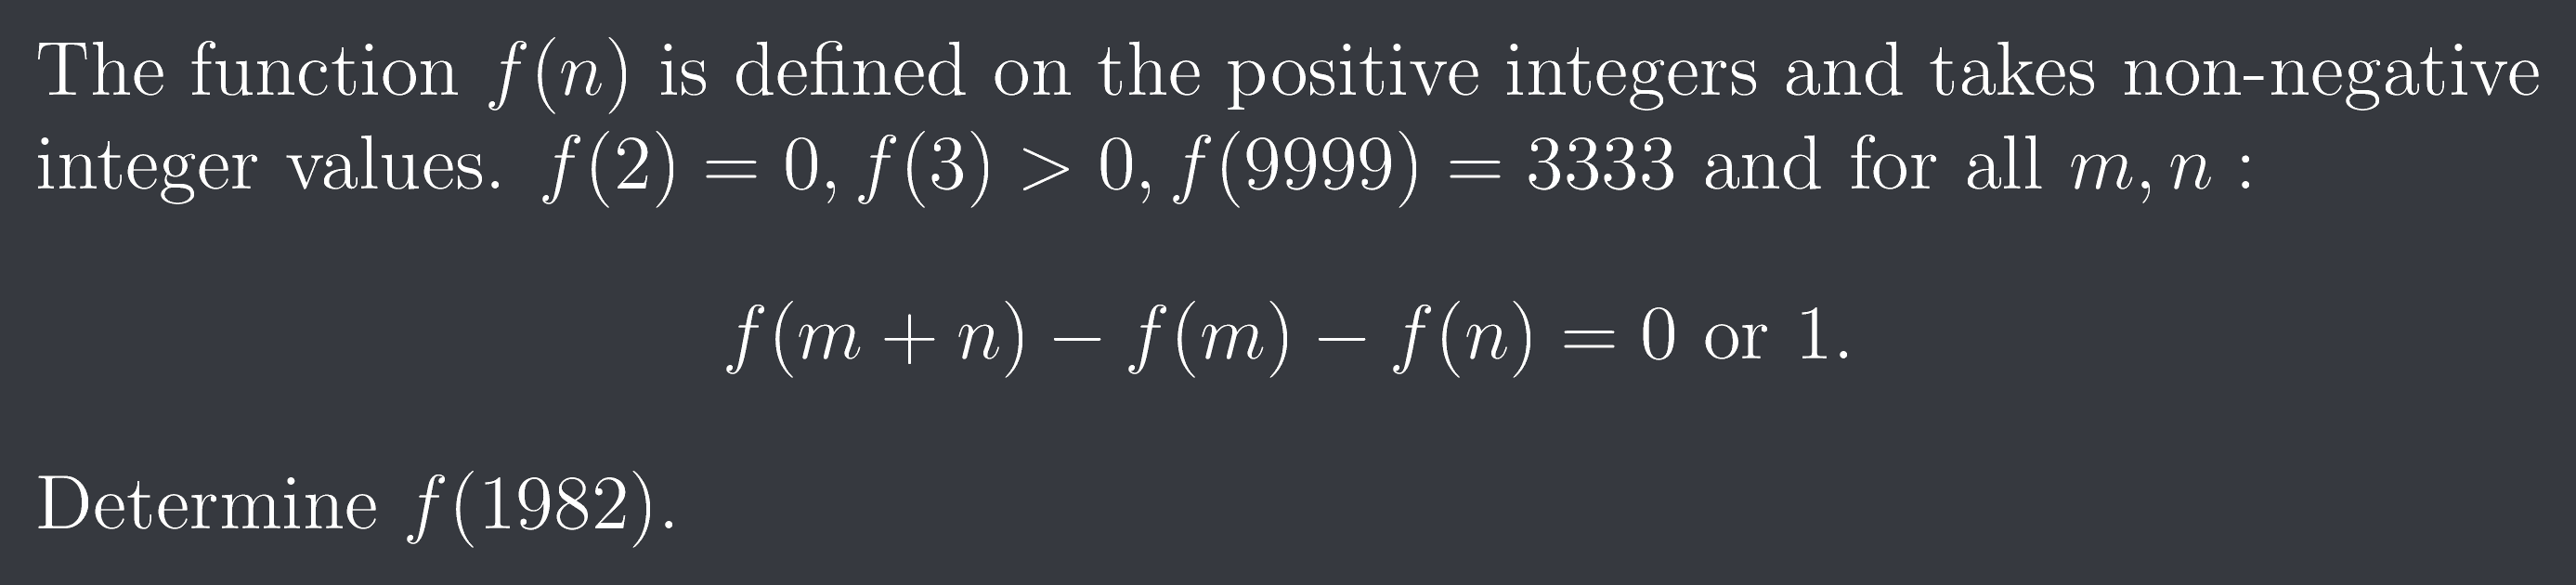 The function f(n) is defined on the positive integers and takes non-negative
integer values. f(2) = 0, f(3) > 0, f(9999) = 3333 and for all m, n :
f(m + n) − f(m) − f(n) = 0 or 1.
Determine f(1982).